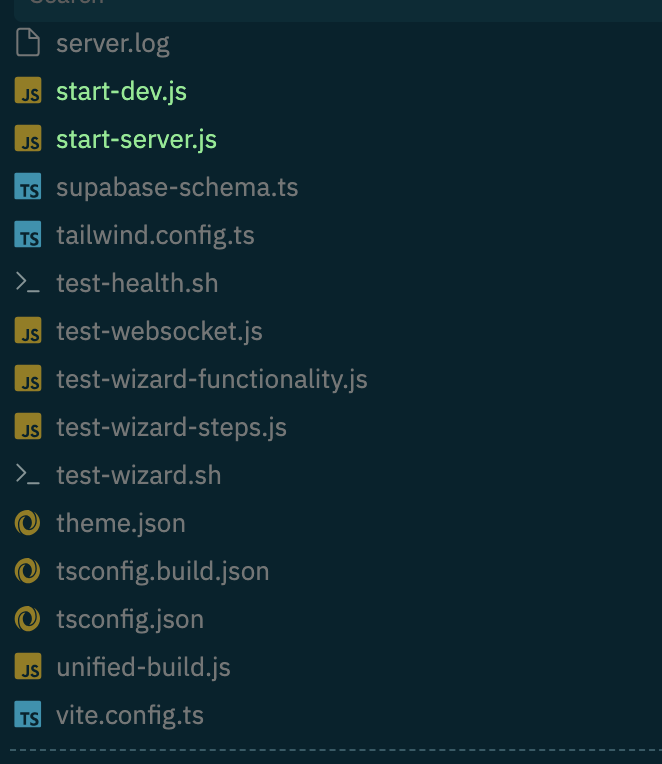 Search
server.log
JS start-dev.js
JS start-server.js
TS supabase-schema.ts
TS tailwind.config.ts
test-health.sh
JS test-websocket.js
JS test-wizard-functionality.js
JS test-wizard-steps.js
test-wizard.sh
theme.json
tsconfig.build.json
tsconfig.json
JS unified-build.js
TS vite.config.ts